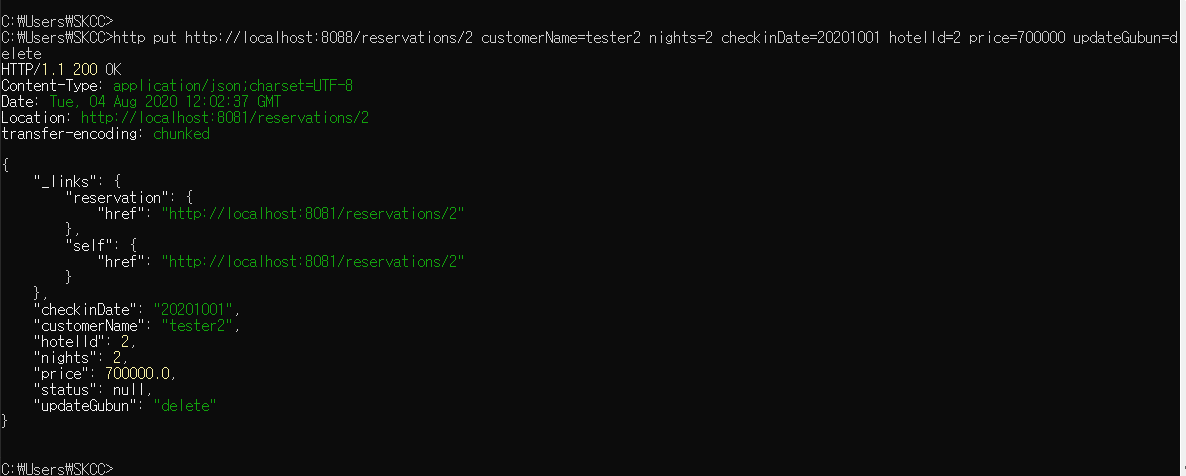 C:\Users\SKCC>
C:\Users\SKCC>http put http://localhost:8088/reservations/2 customerName=tester2 nights=2 checkinDate=20201001 hotelId=2 price=700000 updateGubun=d
elete
HTTP/1.1 200 OK
Content-Type: application/json;charset=UTF-8
Date: Tue, 04 Aug 2020 12:02:37 GMT
Location: http://localhost:8081/reservations/2
transfer-encoding: chunked
{
    "_links": {
        "reservation": {
            "href": "http://localhost:8081/reservations/2"
        },
        "self": {
            "href": "http://localhost:8081/reservations/2"
        }
    },
    "checkinDate": "20201001",
    "customerName": "tester2",
    "hotelId": 2,
    "nights": 2,
    "price": 700000.0,
    "status": null,
    "updateGubun": "delete"
}
C:\Users\SKCC>